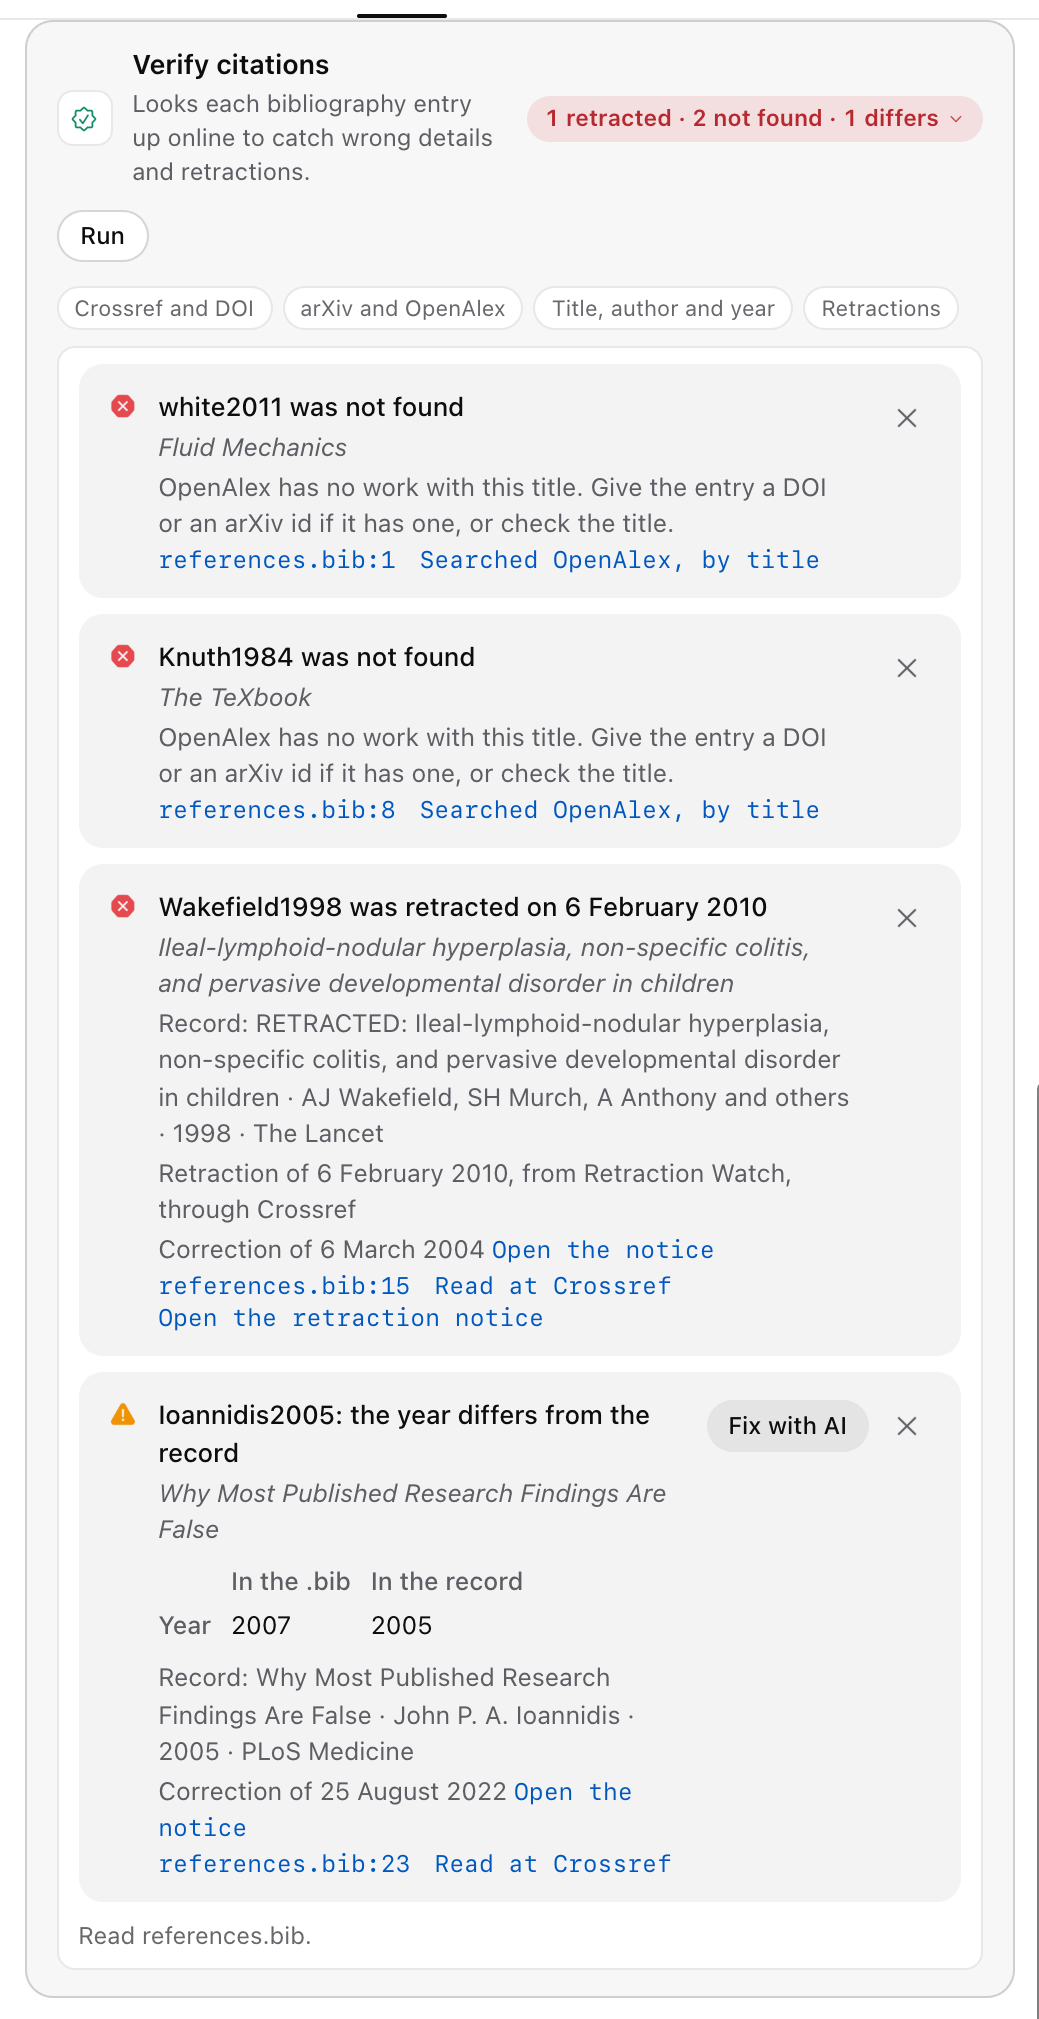 Verify citations
Looks each bibliography entry
up online to catch wrong details
and retractions.
1 retracted · 2 not found · 1 differs
Run
Crossref and DOI
arXiv and OpenAlex
Title, author and year
Retractions
white2011 was not found
Fluid Mechanics
OpenAlex has no work with this title. Give the entry a DOI
or an arXiv id if it has one, or check the title.
references.bib:1 Searched OpenAlex, by title
Knuth1984 was not found
The TeXbook
OpenAlex has no work with this title. Give the entry a DOI
or an arXiv id if it has one, or check the title.
references.bib:8 Searched OpenAlex, by title
Wakefield1998 was retracted on 6 February 2010
Ileal-lymphoid-nodular hyperplasia, non-specific colitis,
and pervasive developmental disorder in children
Record: RETRACTED: Ileal-lymphoid-nodular hyperplasia,
non-specific colitis, and pervasive developmental disorder
in children · AJ Wakefield, SH Murch, A Anthony and others
· 1998 · The Lancet
Retraction of 6 February 2010, from Retraction Watch,
through Crossref
Correction of 6 March 2004 Open the notice
references.bib:15 Read at Crossref
Open the retraction notice
Ioannidis2005: the year differs from the
record
Fix with AI
Why Most Published Research Findings Are
False
In the .bib In the record
Year 2007 2005
Record: Why Most Published Research
Findings Are False · John P. A. Ioannidis ·
2005 · PLoS Medicine
Correction of 25 August 2022 Open the
notice
references.bib:23 Read at Crossref
Read references.bib.